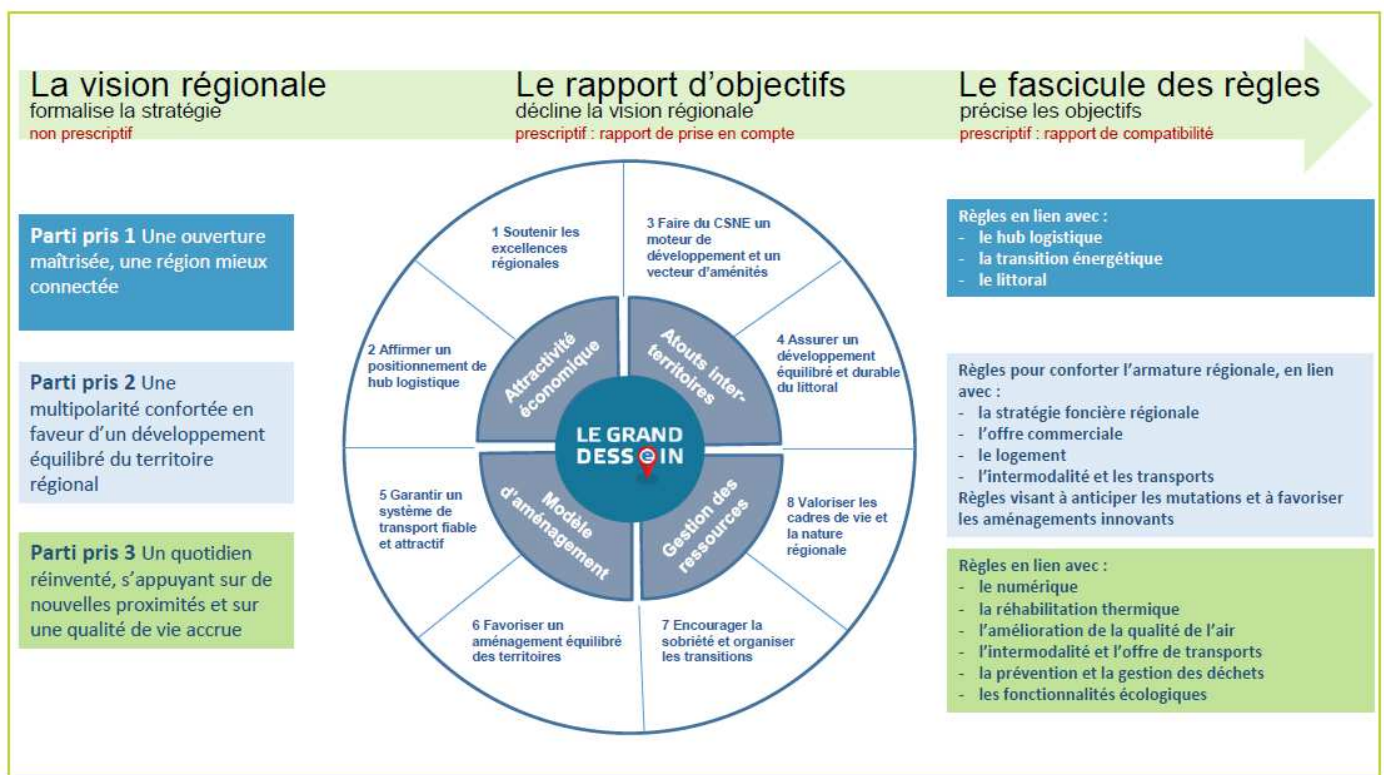 La vision régionale
formalise la stratégie
non prescriptif
Le rapport d'objectifs
décline la vision régionale
prescriptif : rapport de prise en compte
Le fascicule des règles
précise les objectifs
prescriptif : rapport de compatibilité
Parti pris 1 Une ouverture
maîtrisée, une région mieux
connectée
Parti pris 2 Une
multipolarité confortée en
faveur d'un développement
équilibré du territoire
régional
Parti pris 3 Un quotidien
réinventé, s'appuyant sur de
nouvelles proximités et sur
une qualité de vie accrue
1 Soutenir les
excellences
régionales
2 Affirmer un
positionnement de
hub logistique
Attractivité
économique
3 Faire du CSNE un
moteur de
développement et un
vecteur d'aménités
4 Assurer un
développement
équilibré et durable
du littoral
Atouts inter-
territoires
LE GRAND
DESSEIN
5 Garantir un
système de
transport fiable
et attractif
6 Favoriser un
aménagement équilibré
des territoires
Modèle
d'aménagement
7 Encourager la
sobriété et organiser
les transitions
8 Valoriser les
cadres de vie et
la nature
régionale
Gestion des
ressources
Règles en lien avec :
- le hub logistique
- la transition énergétique
- le littoral
Règles pour conforter l'armature régionale, en lien
avec :
- la stratégie foncière régionale
- l'offre commerciale
- le logement
- l'intermodalité et les transports
Règles visant à anticiper les mutations et à favoriser
les aménagements innovants
Règles en lien avec :
- le numérique
- la réhabilitation thermique
- l'amélioration de la qualité de l'air
- l'intermodalité et l'offre de transports
- la prévention et la gestion des déchets
- les fonctionnalités écologiques